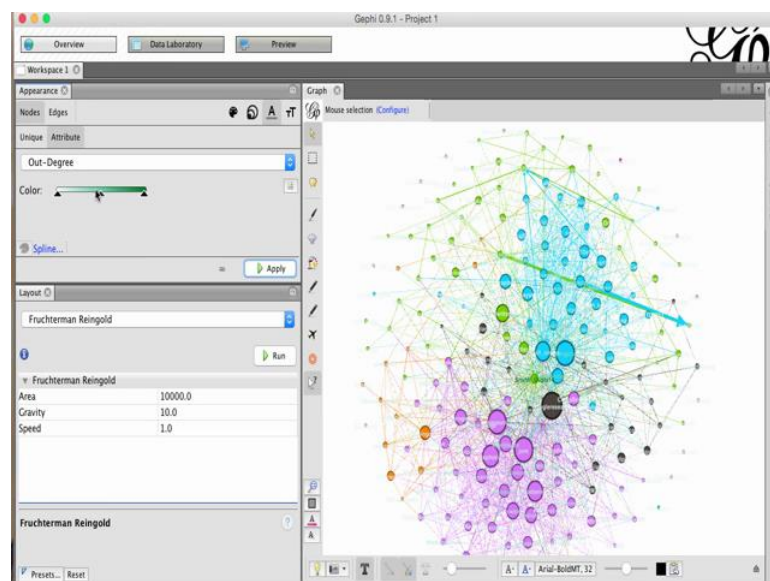 Gephi 0.9.1 - Project 1
Overview Data Laboratory Preview
Workspace 1
Appearance Graph
Nodes Edges Mouse selection (Configure)
Unique Attribute
Out-Degree
Color:
Spline...
Apply
Layout
Fruchterman Reingold
Run
Fruchterman Reingold
Area 10000.0
Gravity 10.0
Speed 1.0
Fruchterman Reingold
Presets... Reset
T A- A- Arial-BoldMT, 32